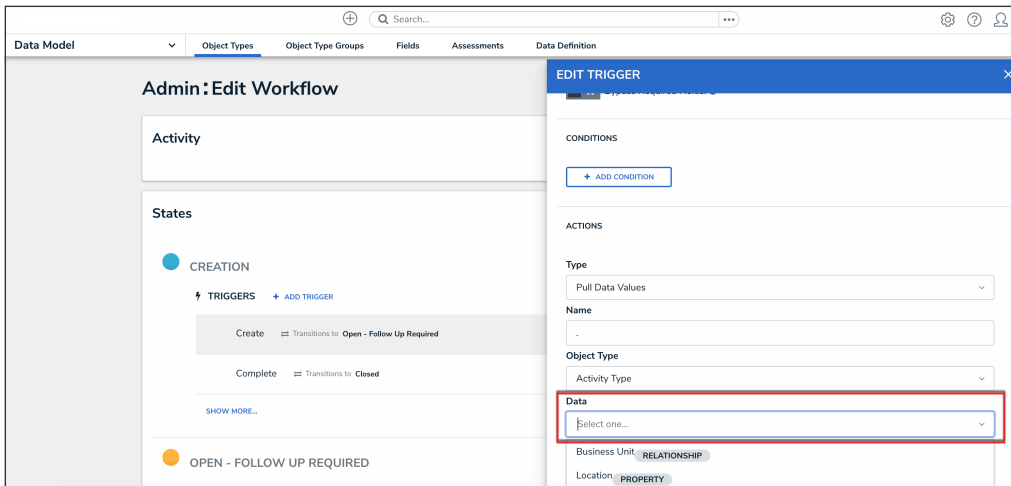 Search...
Data Model
Object Types
Object Type Groups
Fields
Assessments
Data Definition
Admin: Edit Workflow
EDIT TRIGGER
Activity
CONDITIONS
+ ADD CONDITION
States
ACTIONS
CREATION
Type
TRIGGERS + ADD TRIGGER
Pull Data Values
Name
Create Transitions to Open - Follow Up Required
.
Object Type
Complete Transitions to Closed
Activity Type
Data
SHOW MORE...
Select one...
Business Unit RELATIONSHIP
OPEN - FOLLOW UP REQUIRED
Location PROPERTY